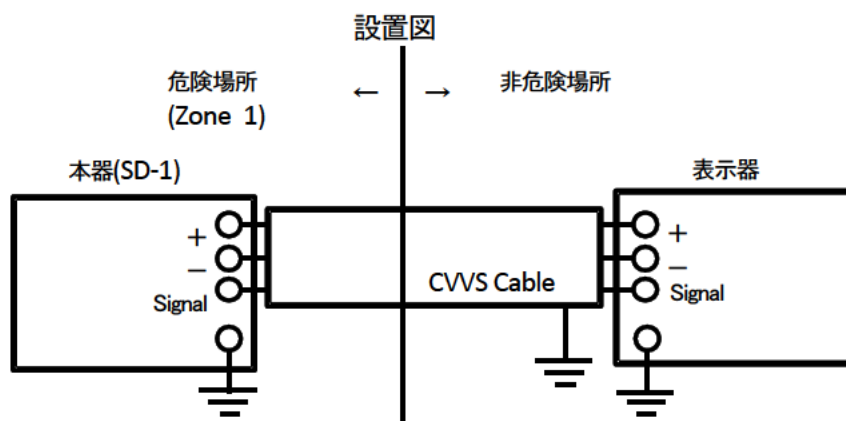 設置図
危険場所
(Zone 1)
← →
非危険場所
本器(SD-1)
表示器
+
−
Signal
CVVS Cable
+
−
Signal